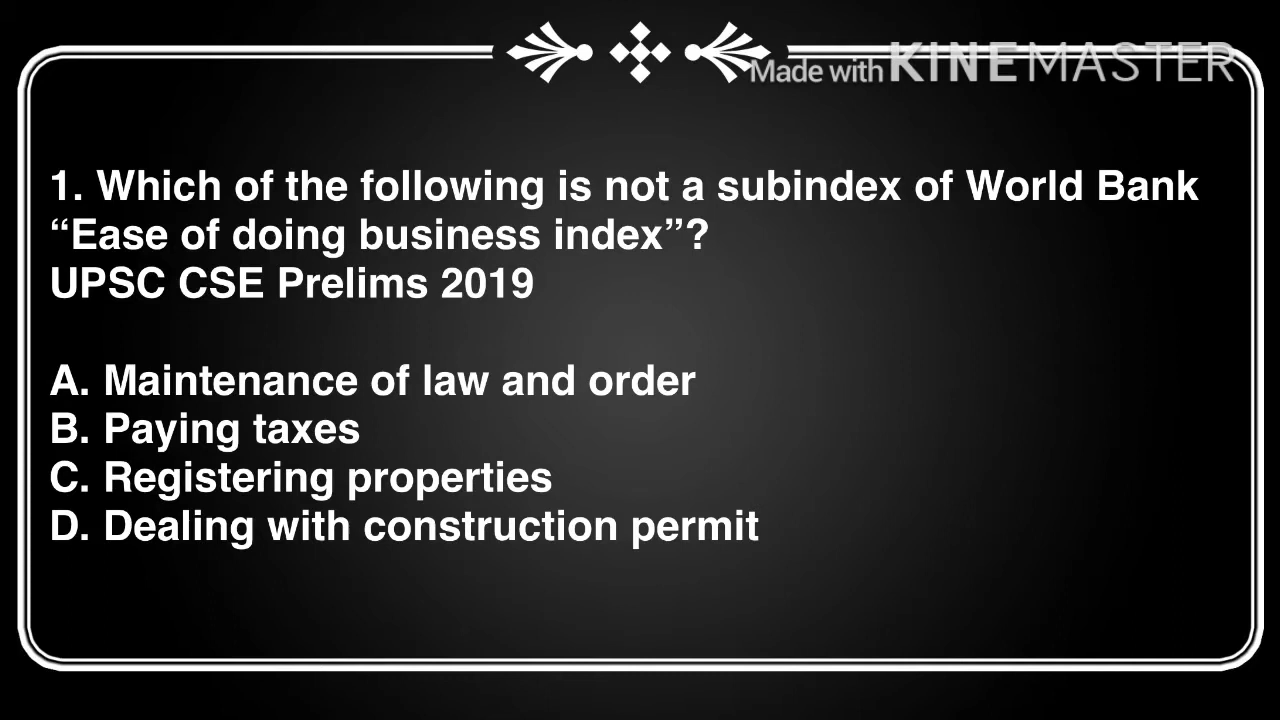 Made with KINEMASTER
1. Which of the following is not a subindex of World Bank
“Ease of doing business index”?
UPSC CSE Prelims 2019
A. Maintenance of law and order
B. Paying taxes
C. Registering properties
D. Dealing with construction permit